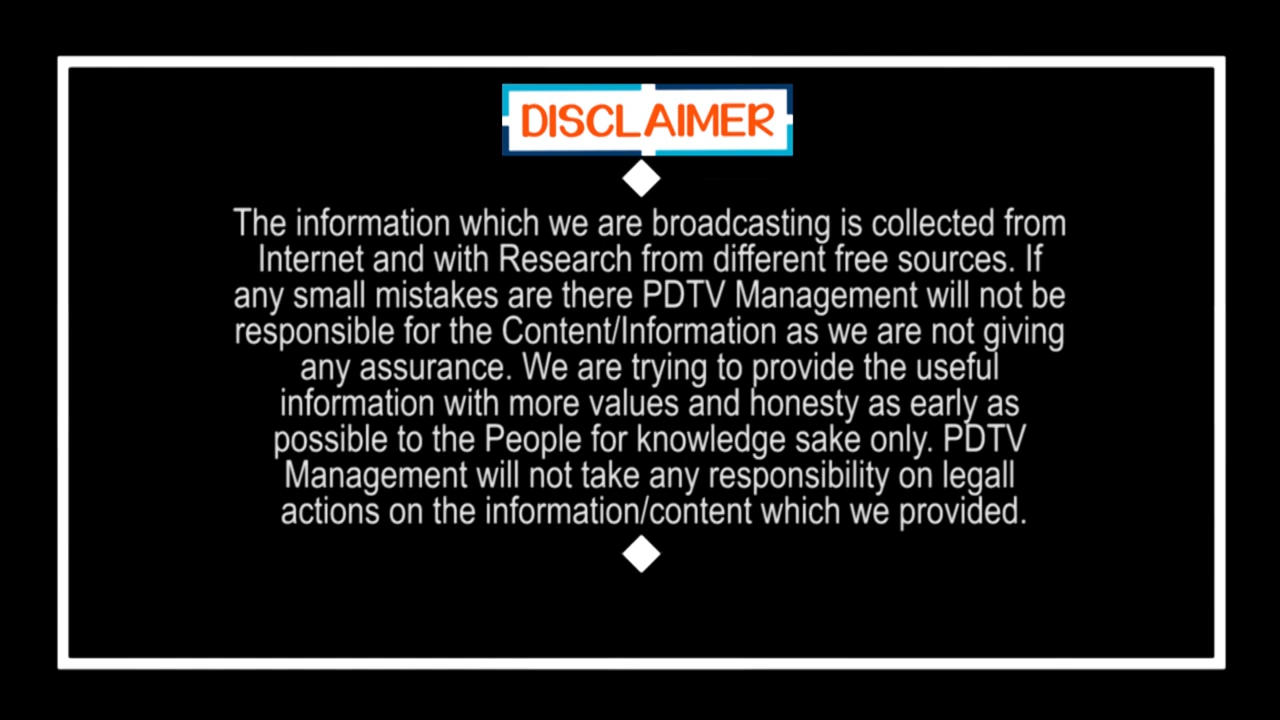 DISCLAIMER
The information which we are broadcasting is collected from
Internet and with Research from different free sources. If
any small mistakes are there PDTV Management will not be
responsible for the Content/Information as we are not giving
any assurance. We are trying to provide the useful
information with more values and honesty as early as
possible to the People for knowledge sake only. PDTV
Management will not take any responsibility on legall
actions on the information/content which we provided.